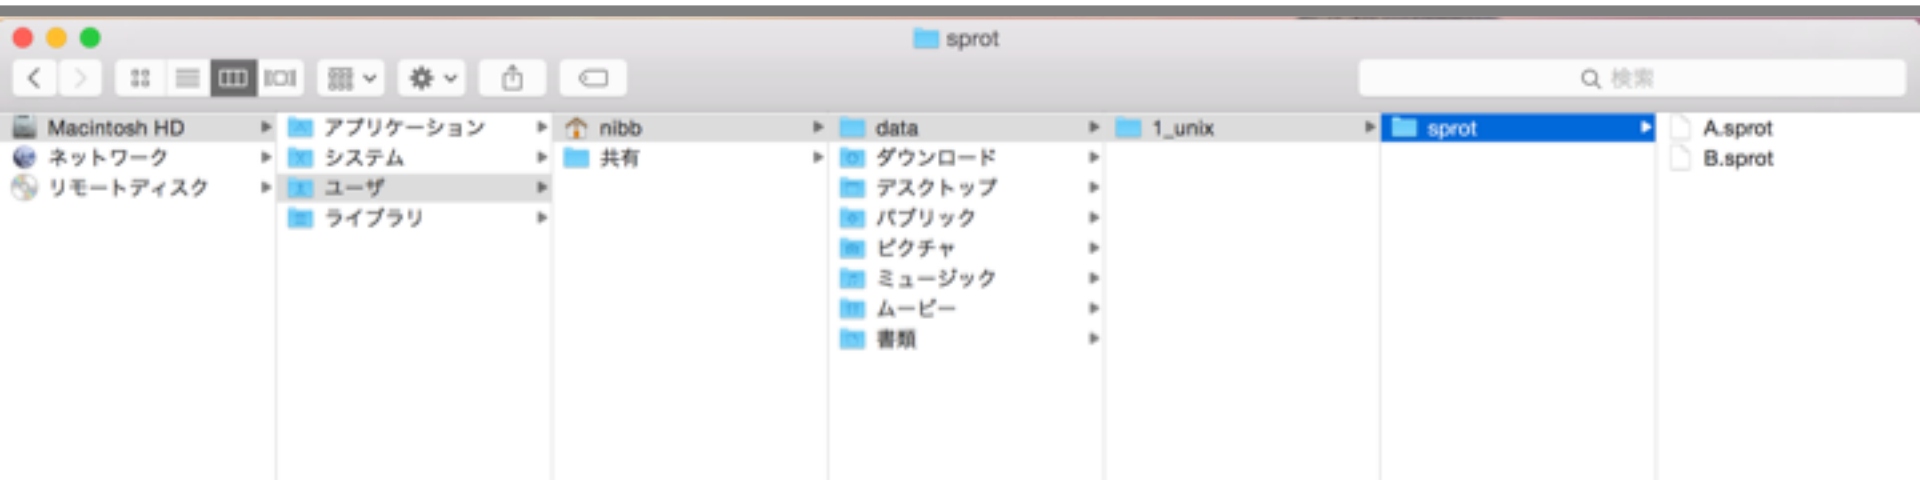 sprot
検索
Macintosh HD
ネットワーク
リモートディスク
アプリケーション
システム
ユーザ
ライブラリ
nibb
共有
data
ダウンロード
デスクトップ
パブリック
ピクチャ
ミュージック
ムービー
書類
1_unix
sprot
A.sprot
B.sprot